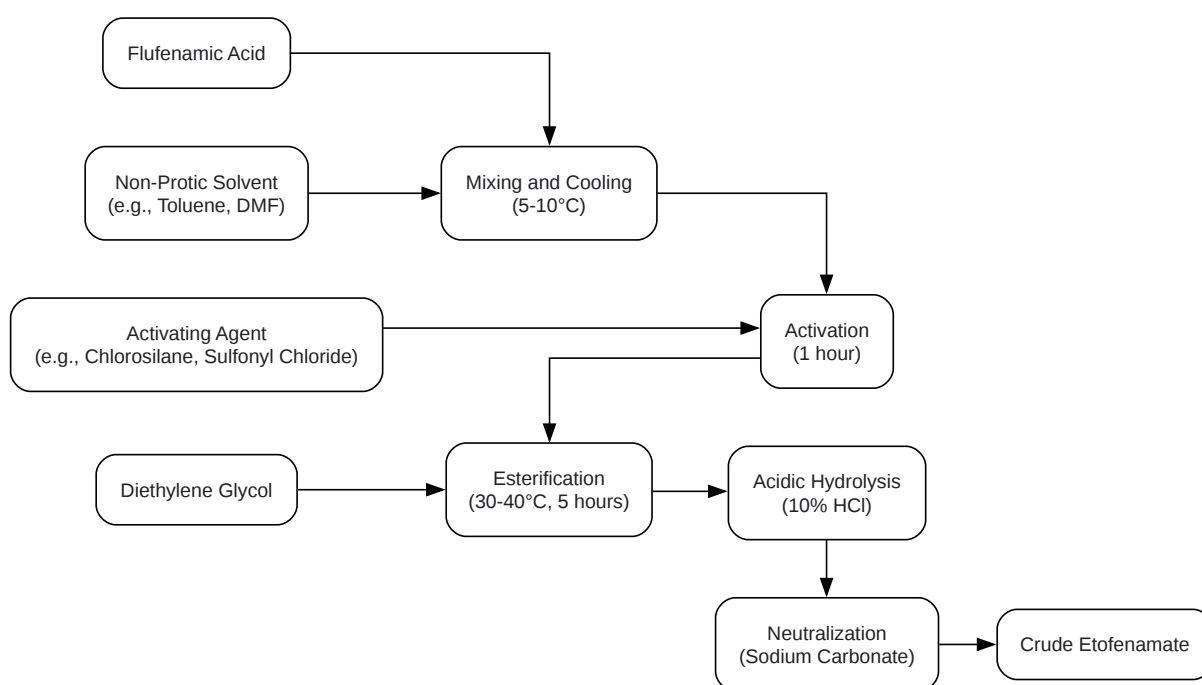 Flufenamic Acid
Non-Protic Solvent
(e.g., Toluene, DMF)
Mixing and Cooling
(5-10°C)
Activating Agent
(e.g., Chlorosilane, Sulfonyl Chloride)
Activation
(1 hour)
Diethylene Glycol
Esterification
(30-40°C, 5 hours)
Acidic Hydrolysis
(10% HCl)
Neutralization
(Sodium Carbonate)
Crude Etofenamate